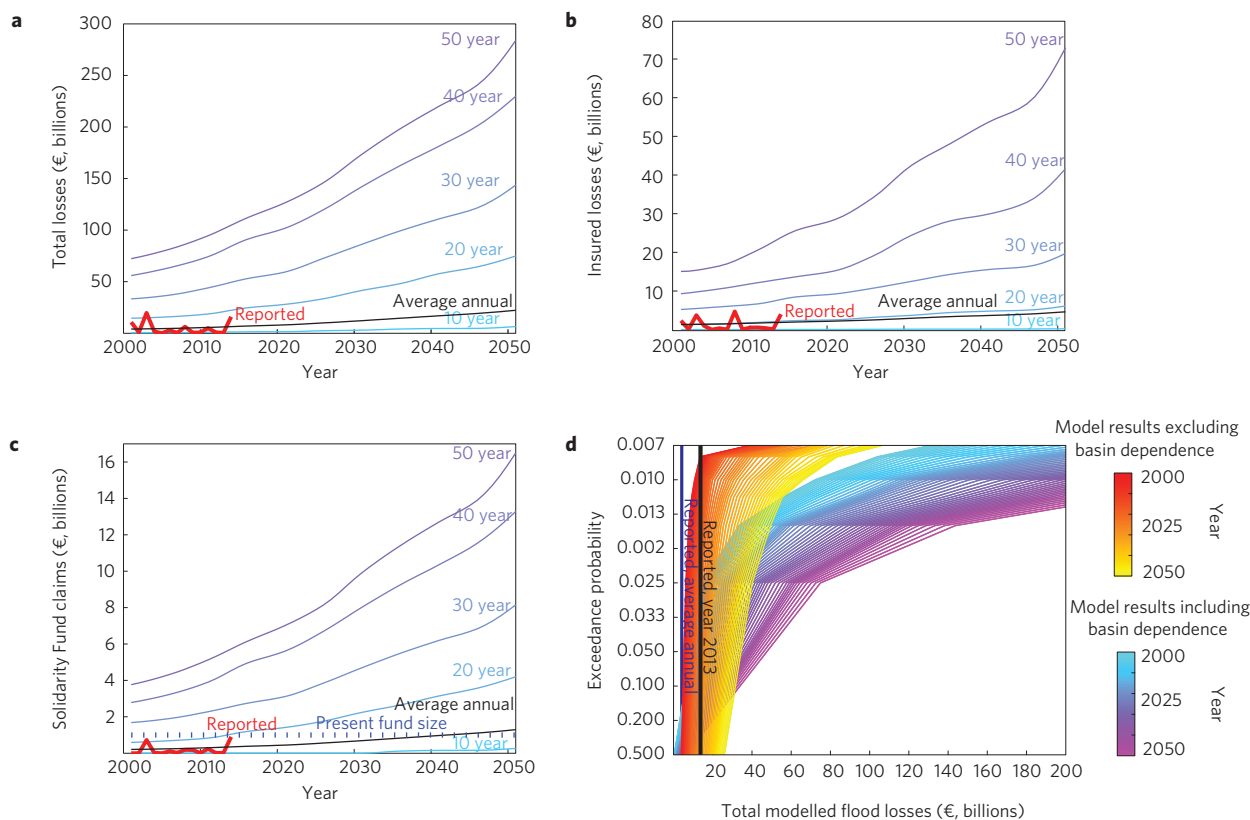 a
Total losses (€, billions)
300
250
200
150
100
50
50 year
40 year
30 year
20 year
Average annual
10 year
Reported
2000 2010 2020 2030 2040 2050
Year
b
Insured losses (€, billions)
80
70
60
50
40
30
20
10
50 year
40 year
30 year
20 year
Average annual
10 year
Reported
2000 2010 2020 2030 2040 2050
Year
c
Solidarity Fund claims (€, billions)
16
14
12
10
8
6
4
2
50 year
40 year
30 year
20 year
Average annual
Reported
Present fund size
10 year
2000 2010 2020 2030 2040 2050
Year
d
Exceedance probability
0.007
0.010
0.013
0.002
0.025
0.033
0.050
0.100
0.200
0.500
Reported, average annual
Reported, year 2013
20 40 60 80 100 120 140 160 180 200
Total modelled flood losses (€, billions)
Model results excluding
basin dependence
2000
2025
2050
Year
Model results including
basin dependence
2000
2025
2050
Year